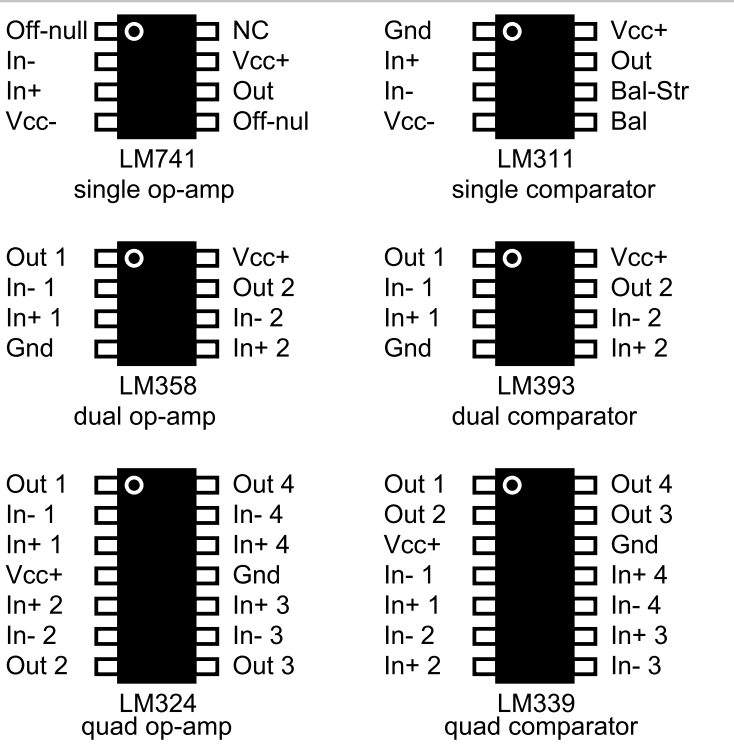 Off-null NC
In- Vcc+
In+ Out
Vcc- Off-nul
LM741
single op-amp
Gnd Vcc+
In+ Out
In- Bal-Str
Vcc- Bal
LM311
single comparator
Out 1 Vcc+
In- 1 Out 2
In+ 1 In- 2
Gnd In+ 2
LM358
dual op-amp
Out 1 Vcc+
In- 1 Out 2
In+ 1 In- 2
Gnd In+ 2
LM393
dual comparator
Out 1 Out 4
In- 1 In- 4
In+ 1 In+ 4
Vcc+ Gnd
In+ 2 In+ 3
In- 2 In- 3
Out 2 Out 3
LM324
quad op-amp
Out 1 Out 4
Out 2 Out 3
Vcc+ Gnd
In- 1 In+ 4
In+ 1 In- 4
In- 2 In+ 3
In+ 2 In- 3
LM339
quad comparator